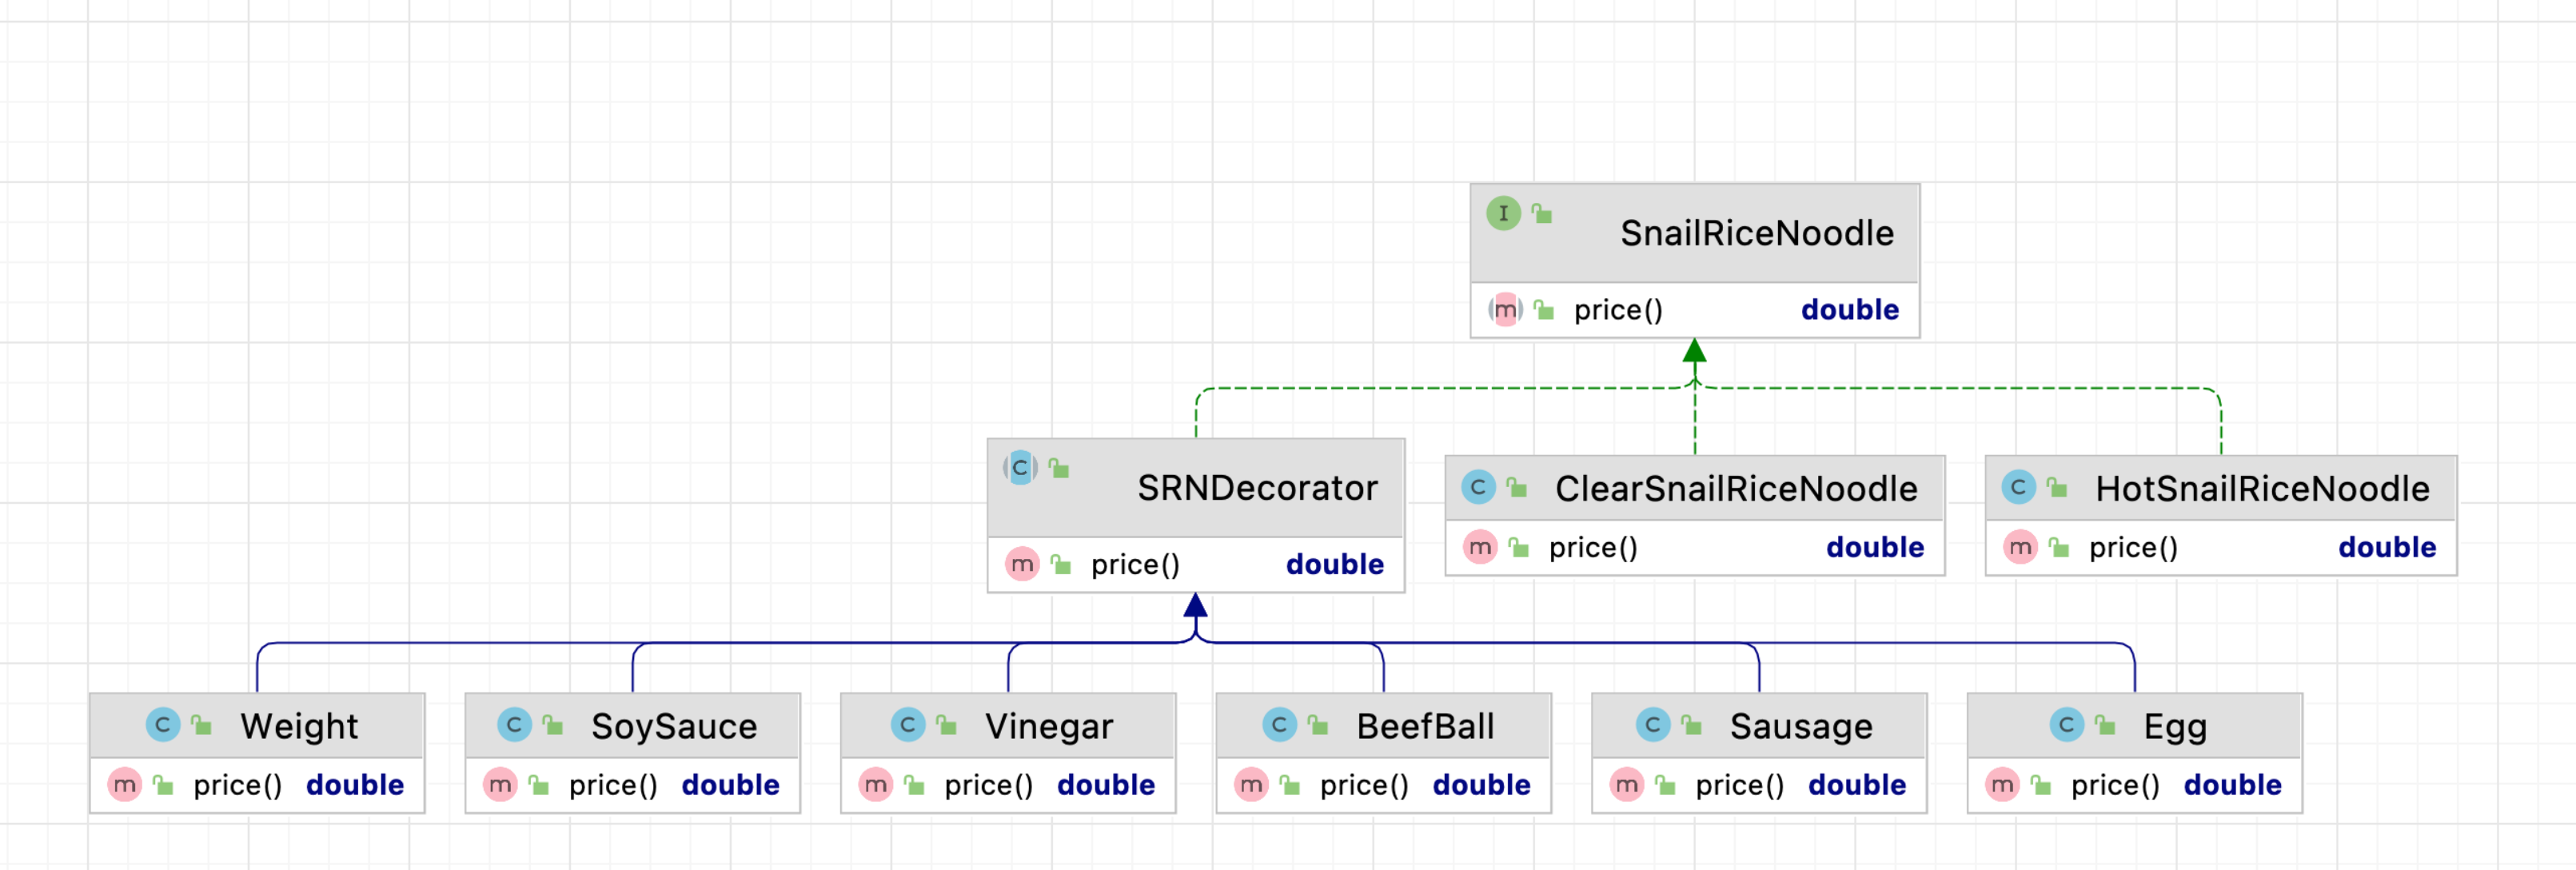 I SnailRiceNoodle
m price() double
C SRNDecorator
m price() double
C ClearSnailRiceNoodle
m price() double
C HotSnailRiceNoodle
m price() double
C Weight
m price() double
C SoySauce
m price() double
C Vinegar
m price() double
C BeefBall
m price() double
C Sausage
m price() double
C Egg
m price() double